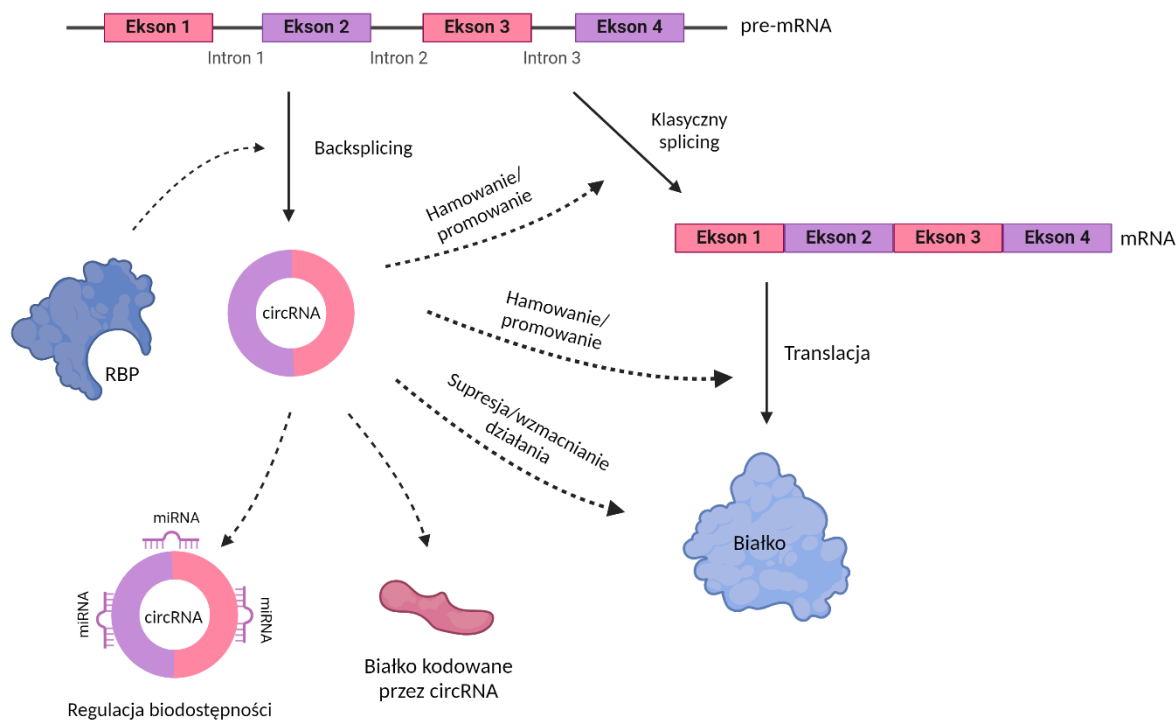 Ekson 1 Ekson 2 Ekson 3 Ekson 4 pre-mRNA
Intron 1 Intron 2 Intron 3
Backsplicing
Klasyczny
splicing
Hamowanie/
promowanie
Ekson 1 Ekson 2 Ekson 3 Ekson 4 mRNA
circRNA
RBP
Hamowanie/
promowanie
Translacja
Supresja/wzmacnianie
działania
Białko
miRNA
miRNA
circRNA
miRNA
Regulacja biodostępności
Białko kodowane
przez circRNA